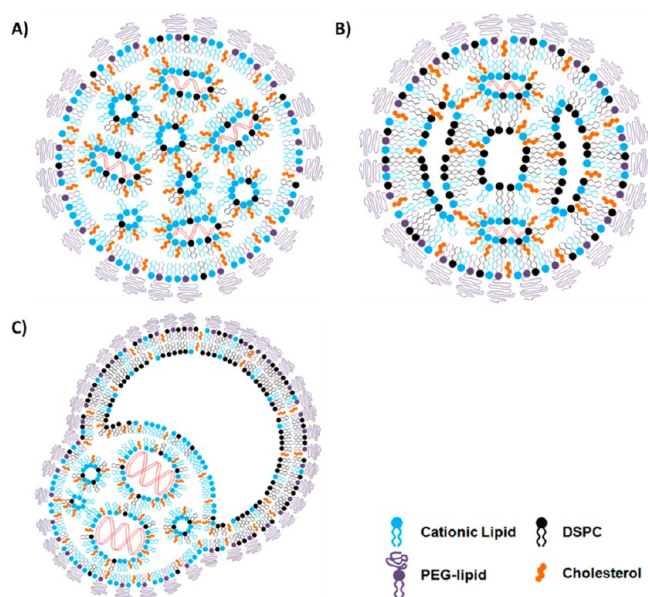 A)
B)
C)
Cationic Lipid
DSPC
PEG-lipid
Cholesterol